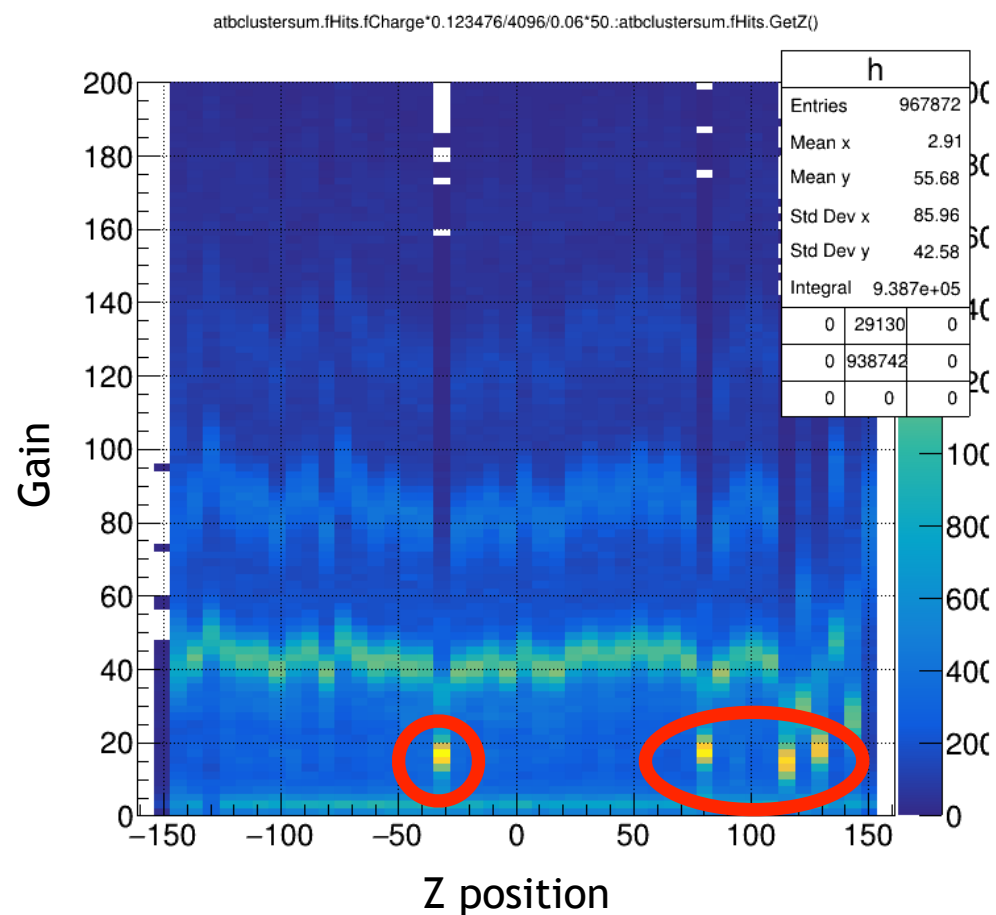 atbclustersum.fHits.fCharge*0.123476/4096/0.06*50.:atbclustersum.fHits.GetZ()
h
Entries 967872
Mean x 2.91
Mean y 55.68
Std Dev x 85.96
Std Dev y 42.58
Integral 9.387e+05
0 29130 0
0 938742 0
0 0 0
200
180
160
140
120
100
80
60
40
20
0
Gain
−150 −100 −50 0 50 100 150
Z position
100
800
600
400
200
0